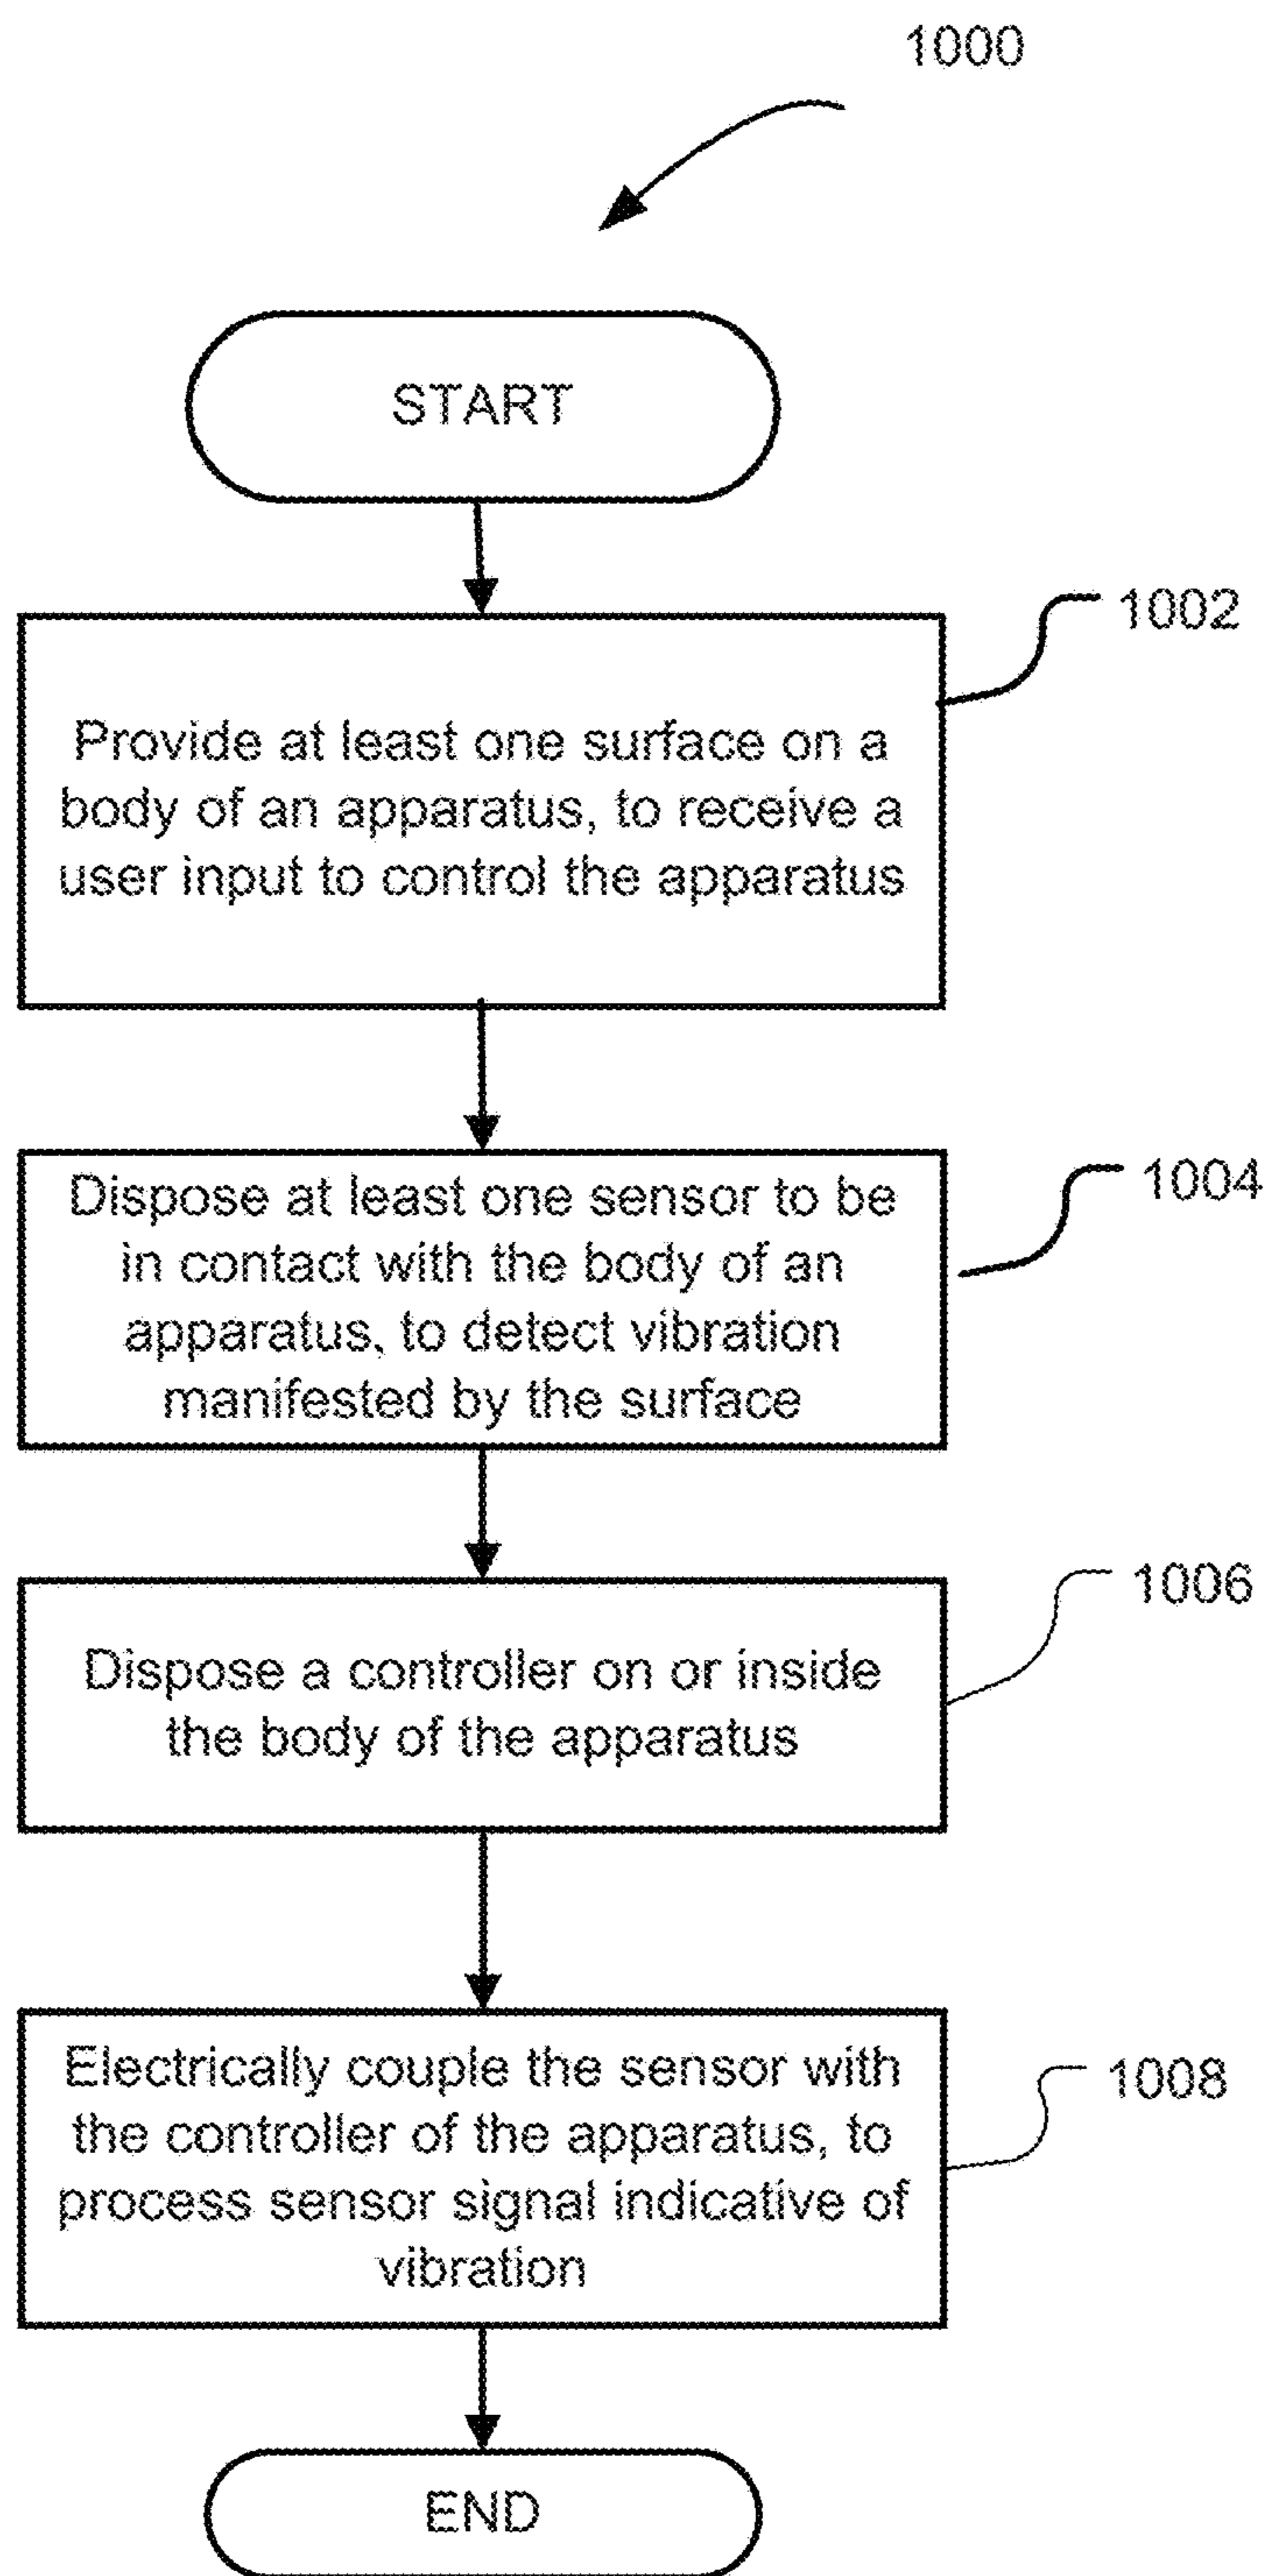 1000
START
1002
Provide at least one surface on a
body of an apparatus, to receive a
user input to control the apparatus
1004
Dispose at least one sensor to be
in contact with the body of an
apparatus, to detect vibration
manifested by the surface
1006
Dispose a controller on or inside
the body of the apparatus
1008
Electrically couple the sensor with
the controller of the apparatus, to
process sensor signal indicative of
vibration
END